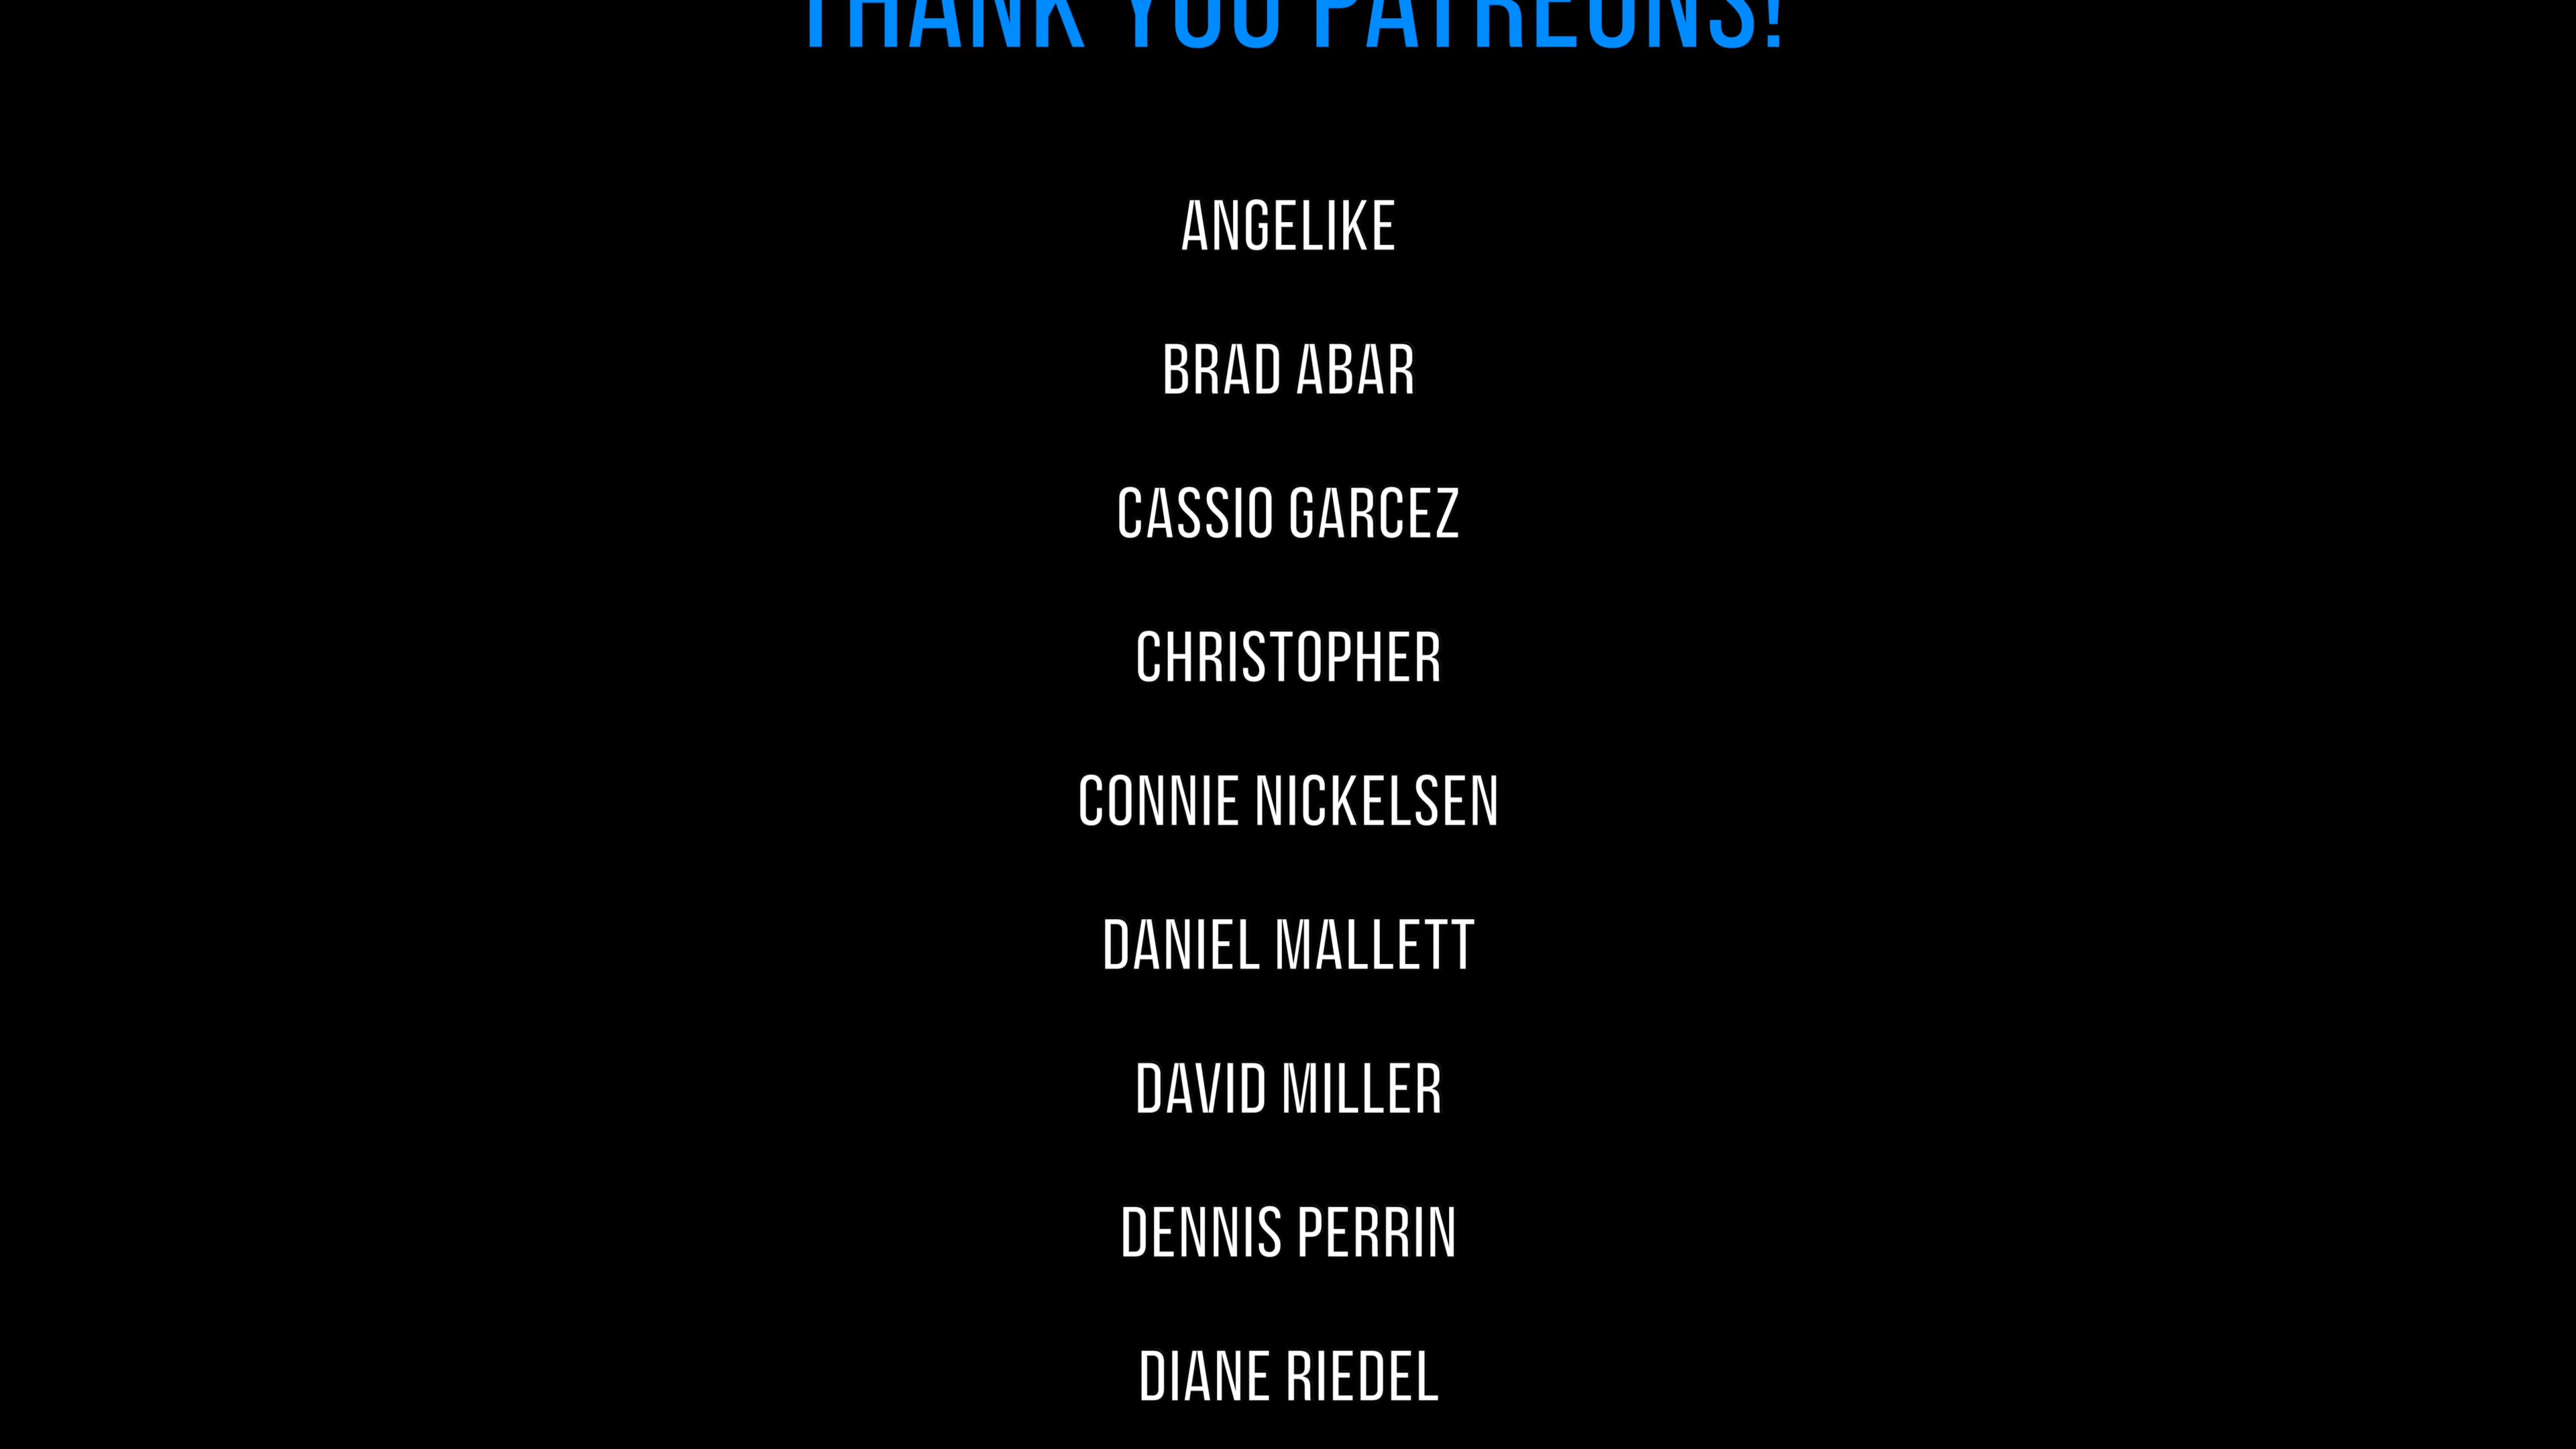 THANK YOU PATREONS!
ANGELIKE
BRAD ABAR
CASSIO GARCEZ
CHRISTOPHER
CONNIE NICKELSEN
DANIEL MALLETT
DAVID MILLER
DENNIS PERRIN
DIANE RIEDEL